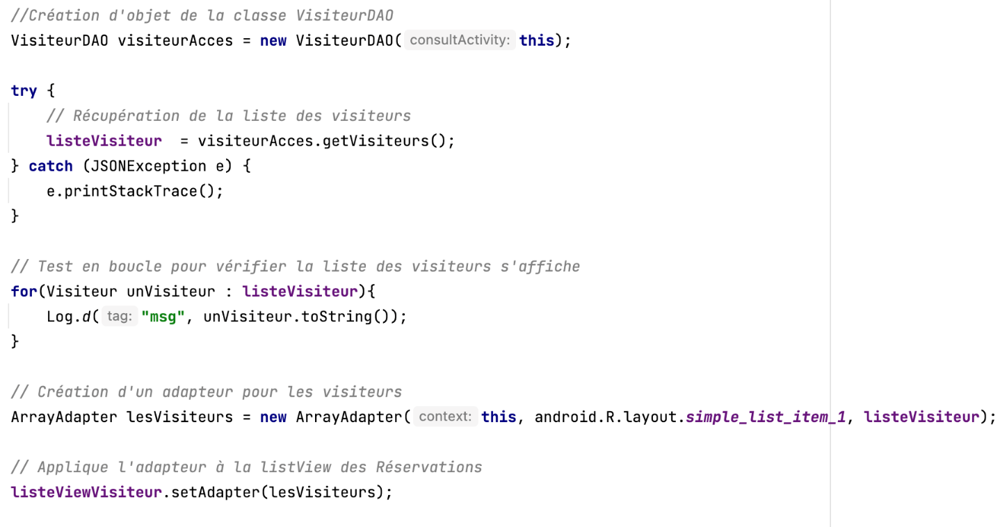 //Création d'objet de la classe VisiteurDAO
VisiteurDAO visiteurAcces = new VisiteurDAO( consultActivity: this);
try {
// Récupération de la liste des visiteurs
listeVisiteur  = visiteurAcces.getVisiteurs();
} catch (JSONException e) {
e.printStackTrace();
}
// Test en boucle pour vérifier la liste des visiteurs s'affiche
for(Visiteur unVisiteur : listeVisiteur){
Log.d( tag: "msg", unVisiteur.toString());
}
// Création d'un adapteur pour les visiteurs
ArrayAdapter lesVisiteurs = new ArrayAdapter( context: this, android.R.layout.simple_list_item_1, listeVisiteur);
// Applique l'adapteur à la listView des Réservations
listeViewVisiteur.setAdapter(lesVisiteurs);